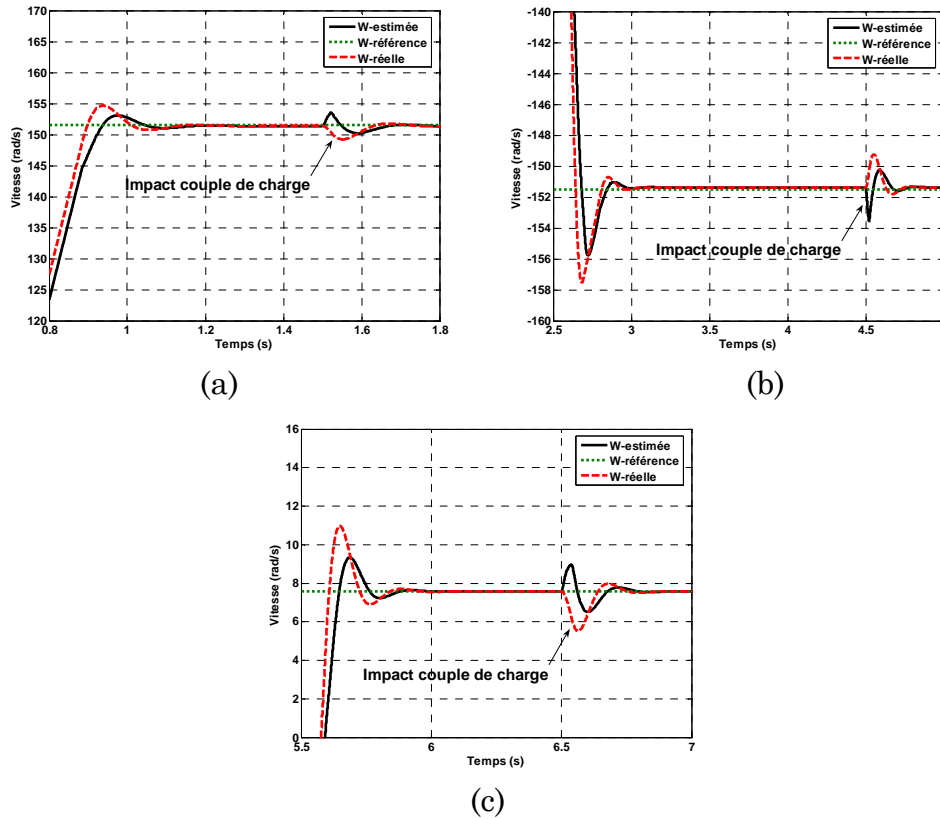 170
165
160
155
150
145
140
135
130
125
120
Vitesse (rad/s)
W-estimée
W-référence
W-réelle
Impact couple de charge
0.8
1
1.2
1.4
1.6
1.8
Temps (s)
(a)
-140
-142
-144
-146
-148
-150
-152
-154
-156
-158
-160
Vitesse (rad/s)
W-estimée
W-référence
W-réelle
Impact couple de charge
2.5
3
3.5
4
4.5
Temps (s)
(b)
16
14
12
10
8
6
4
2
0
Vitesse (rad/s)
W-estimée
W-référence
W-réelle
Impact couple de charge
5.5
6
6.5
7
Temps (s)
(c)